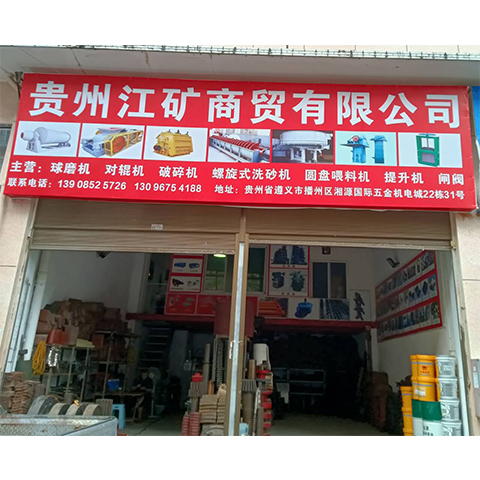 贵州江矿商贸有限公司
主营：球磨机 对辊机 破碎机 螺旋式洗砂机 圆盘喂料机 提升机 闸阀
联系电话：139 0852 5726 130 9675 4188 地址：贵州省遵义市播州区湘源国际五金机电城22栋31号